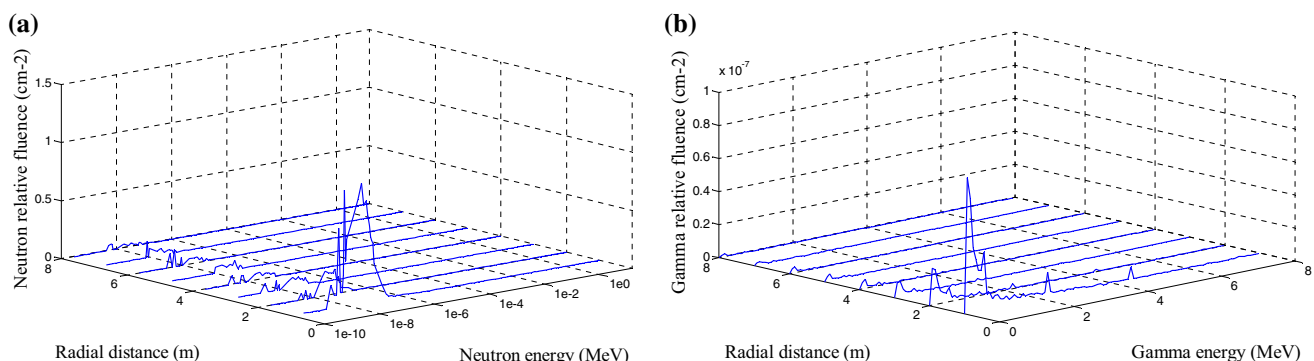 (a)
Neutron relative fluence (cm-2)
1.5
1
0.5
0
8
6
4
2
0
Radial distance (m)
1e-10
1e-8
1e-6
1e-4
1e-2
1e0
Neutron energy (MeV)
(b)
Gamma relative fluence (cm-2)
x 10-7
1
0.8
0.6
0.4
0.2
0
8
6
4
2
0
Radial distance (m)
0
2
4
6
8
Gamma energy (MeV)